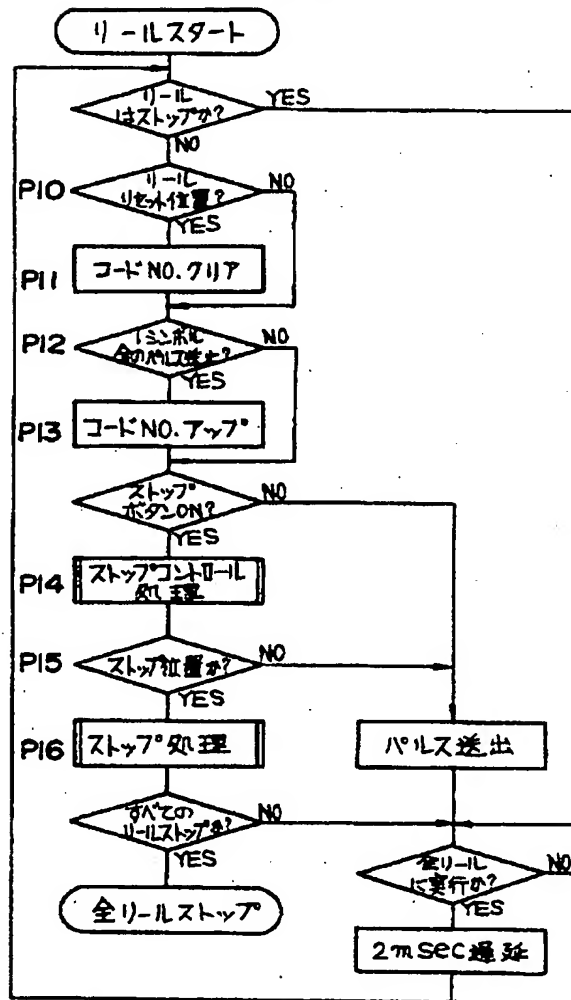 リールスタート
リール
はストップか?
YES
NO
P10
リール
リセット位置?
NO
YES
P11
コードNO.クリア
P12
1シンボル
全のパルス送出?
NO
YES
P13
コードNO.アップ
ストップ
ボタンON?
NO
YES
P14
ストップコントロール
処理
P15
ストップ位置か?
NO
YES
P16
ストップ処理
パルス送出
すべての
リールストップか?
NO
YES
全リールストップ
全リール
に実行か?
NO
YES
2mSEC遅延